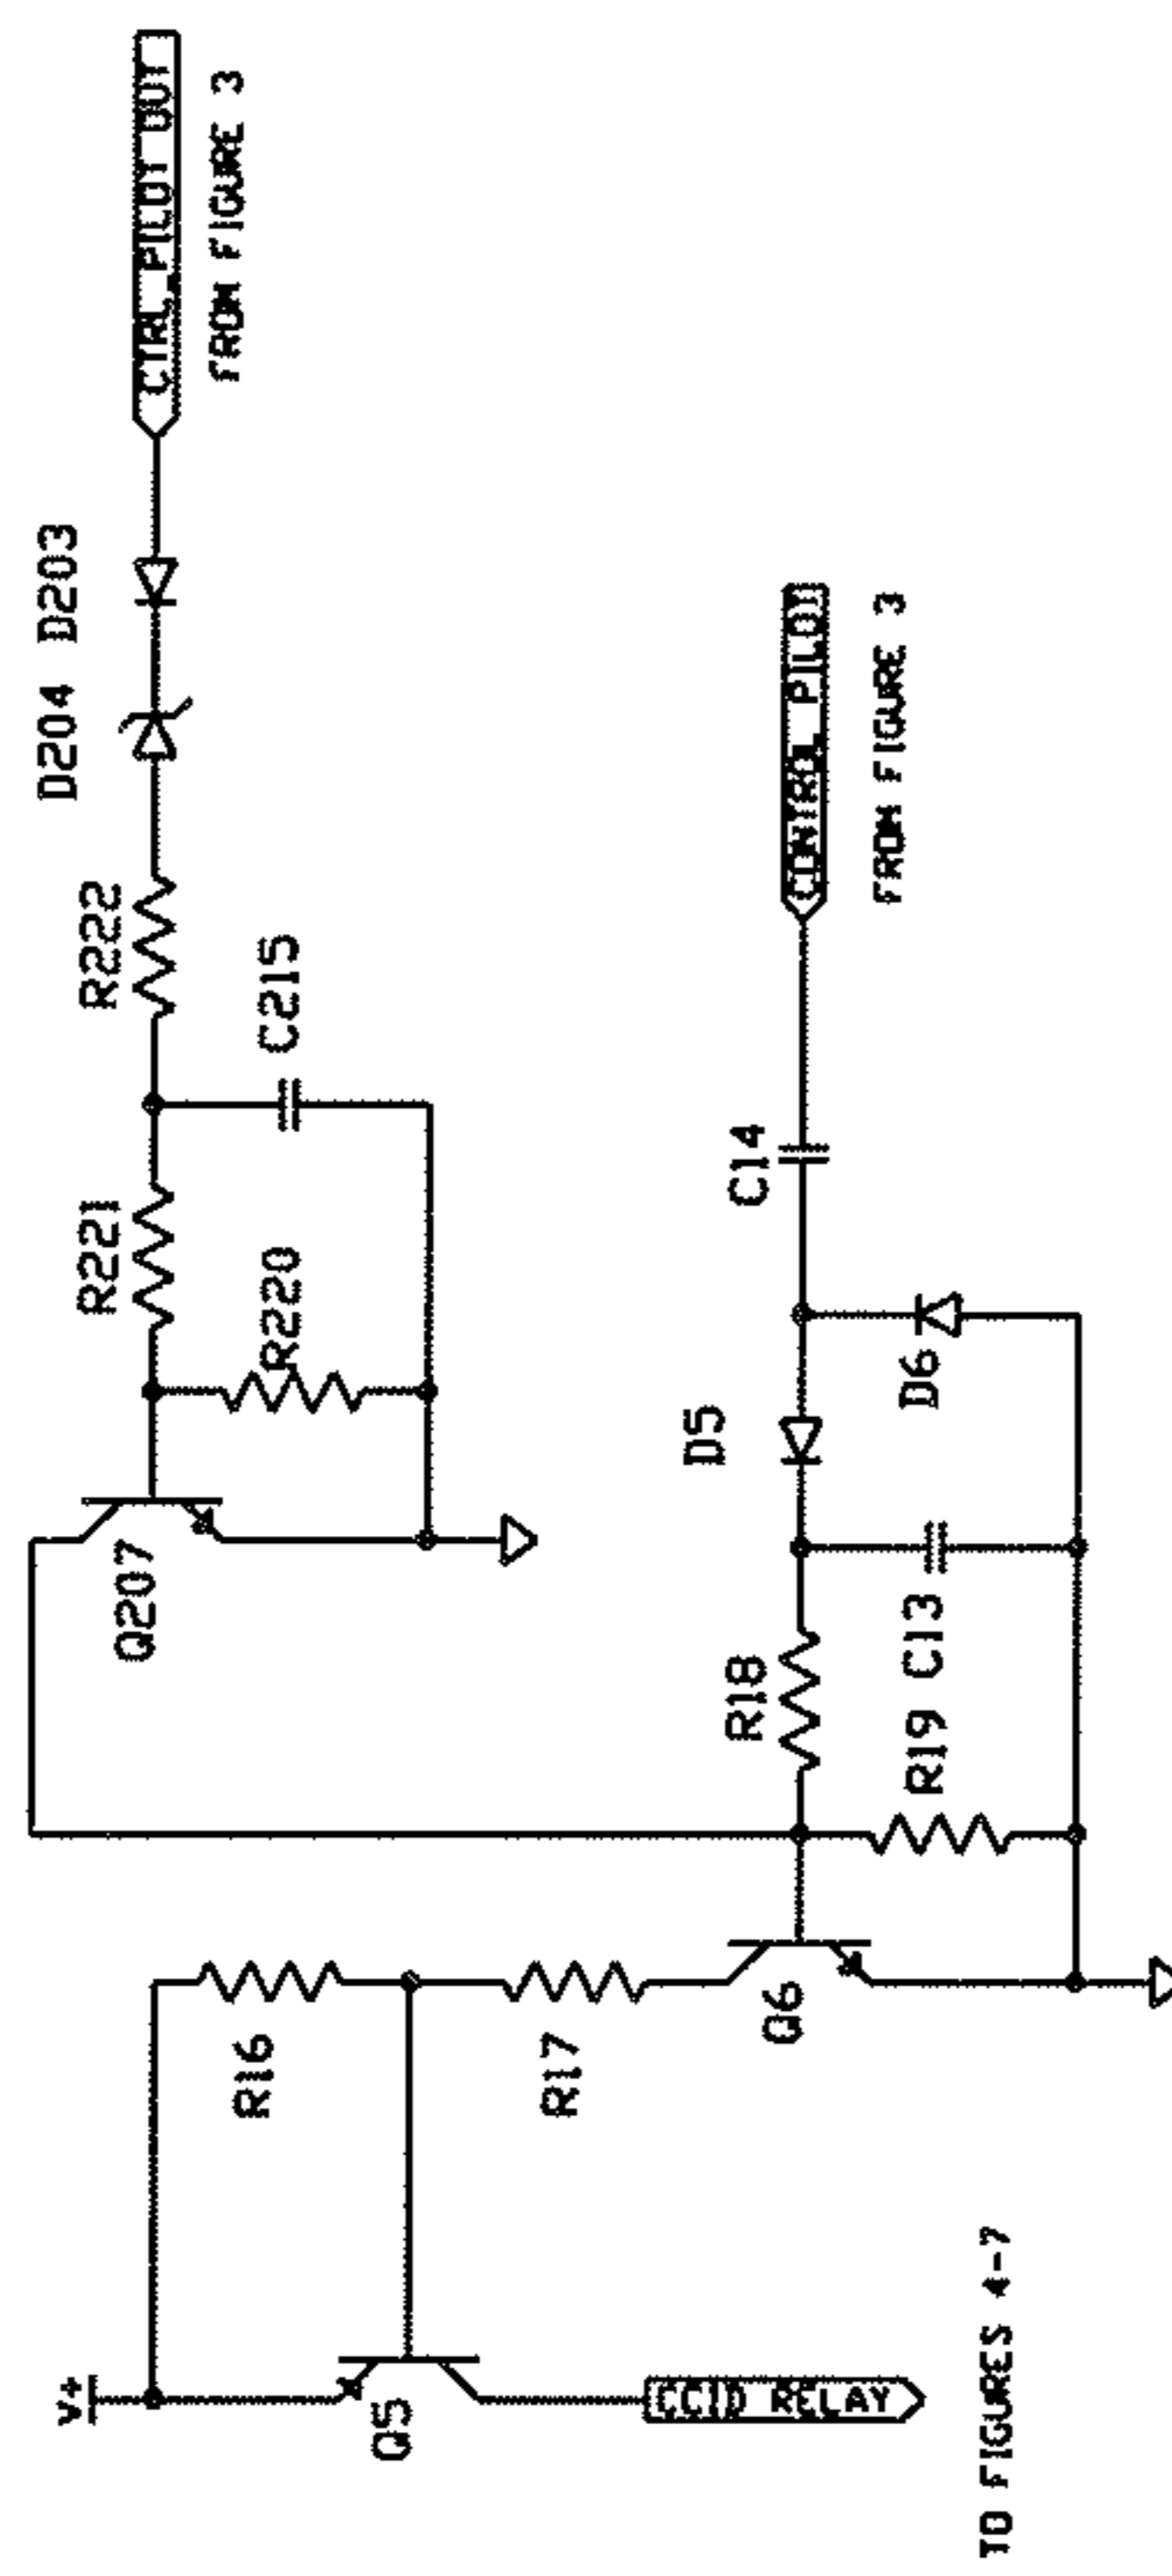 CTRL_PILOT OUT
FROM FIGURE 3
D204 D203
R222
C215
R221
R220
Q207
CONTROL_PILOT
FROM FIGURE 3
C14
D6
D5
C13
R18
R19
Q6
R16
R17
V+
Q5
CCID RELAY
TO FIGURES 4-7